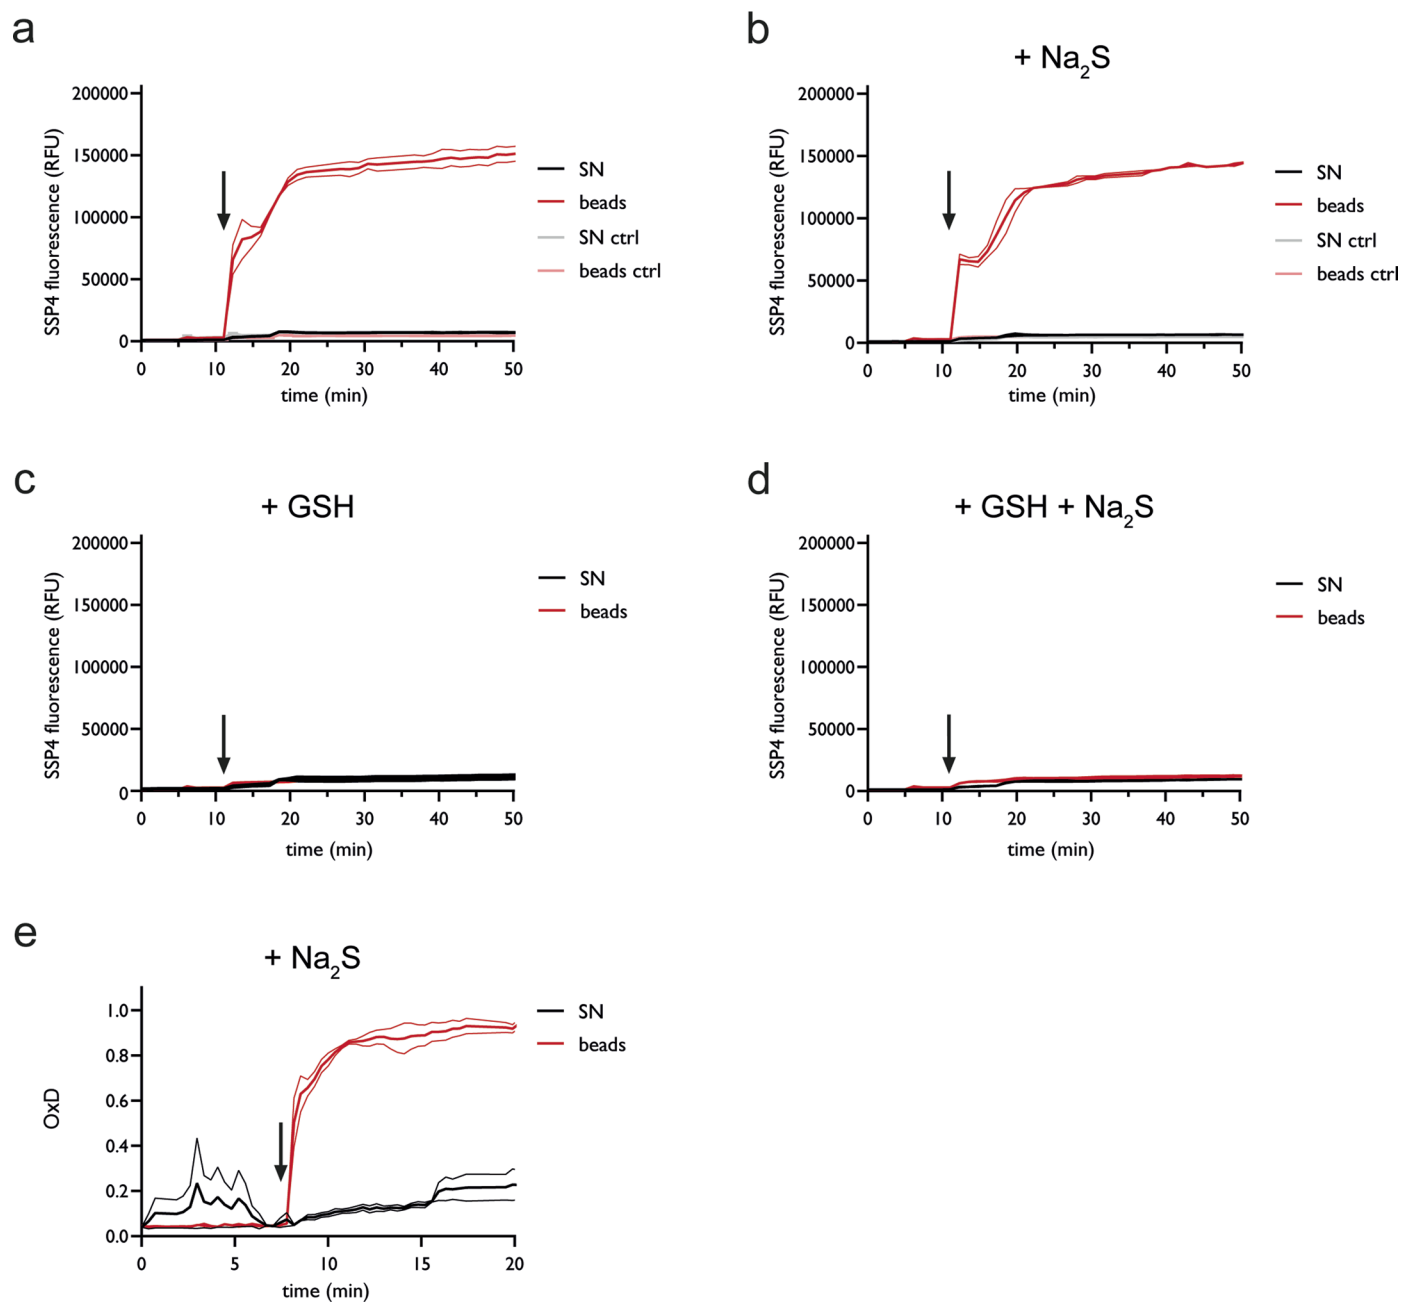 a
SSP4 fluorescence (RFU)
200000
150000
100000
50000
0
0 10 20 30 40 50
time (min)
SN
beads
SN ctrl
beads ctrl
b
+ Na2S
SSP4 fluorescence (RFU)
200000
150000
100000
50000
0
0 10 20 30 40 50
time (min)
SN
beads
SN ctrl
beads ctrl
c
+ GSH
SSP4 fluorescence (RFU)
200000
150000
100000
50000
0
0 10 20 30 40 50
time (min)
SN
beads
d
+ GSH + Na2S
SSP4 fluorescence (RFU)
200000
150000
100000
50000
0
0 10 20 30 40 50
time (min)
SN
beads
e
+ Na2S
OxD
1.0
0.8
0.6
0.4
0.2
0.0
0 5 10 15 20
time (min)
SN
beads